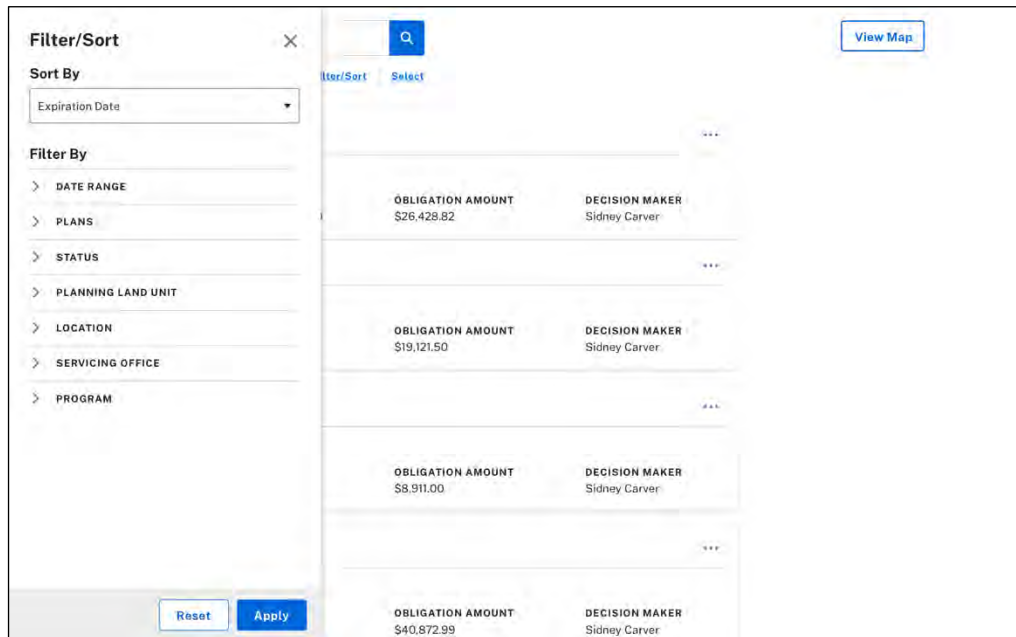 Filter/Sort
Sort By
Expiration Date
Filter By
DATE RANGE
PLANS
STATUS
PLANNING LAND UNIT
LOCATION
SERVICING OFFICE
PROGRAM
Reset Apply
View Map
ilter/Sort Select
OBLIGATION AMOUNT DECISION MAKER
$26,428.82 Sidney Carver
OBLIGATION AMOUNT DECISION MAKER
$19,121.50 Sidney Carver
OBLIGATION AMOUNT DECISION MAKER
$8,911.00 Sidney Carver
OBLIGATION AMOUNT DECISION MAKER
$40,872.99 Sidney Carver